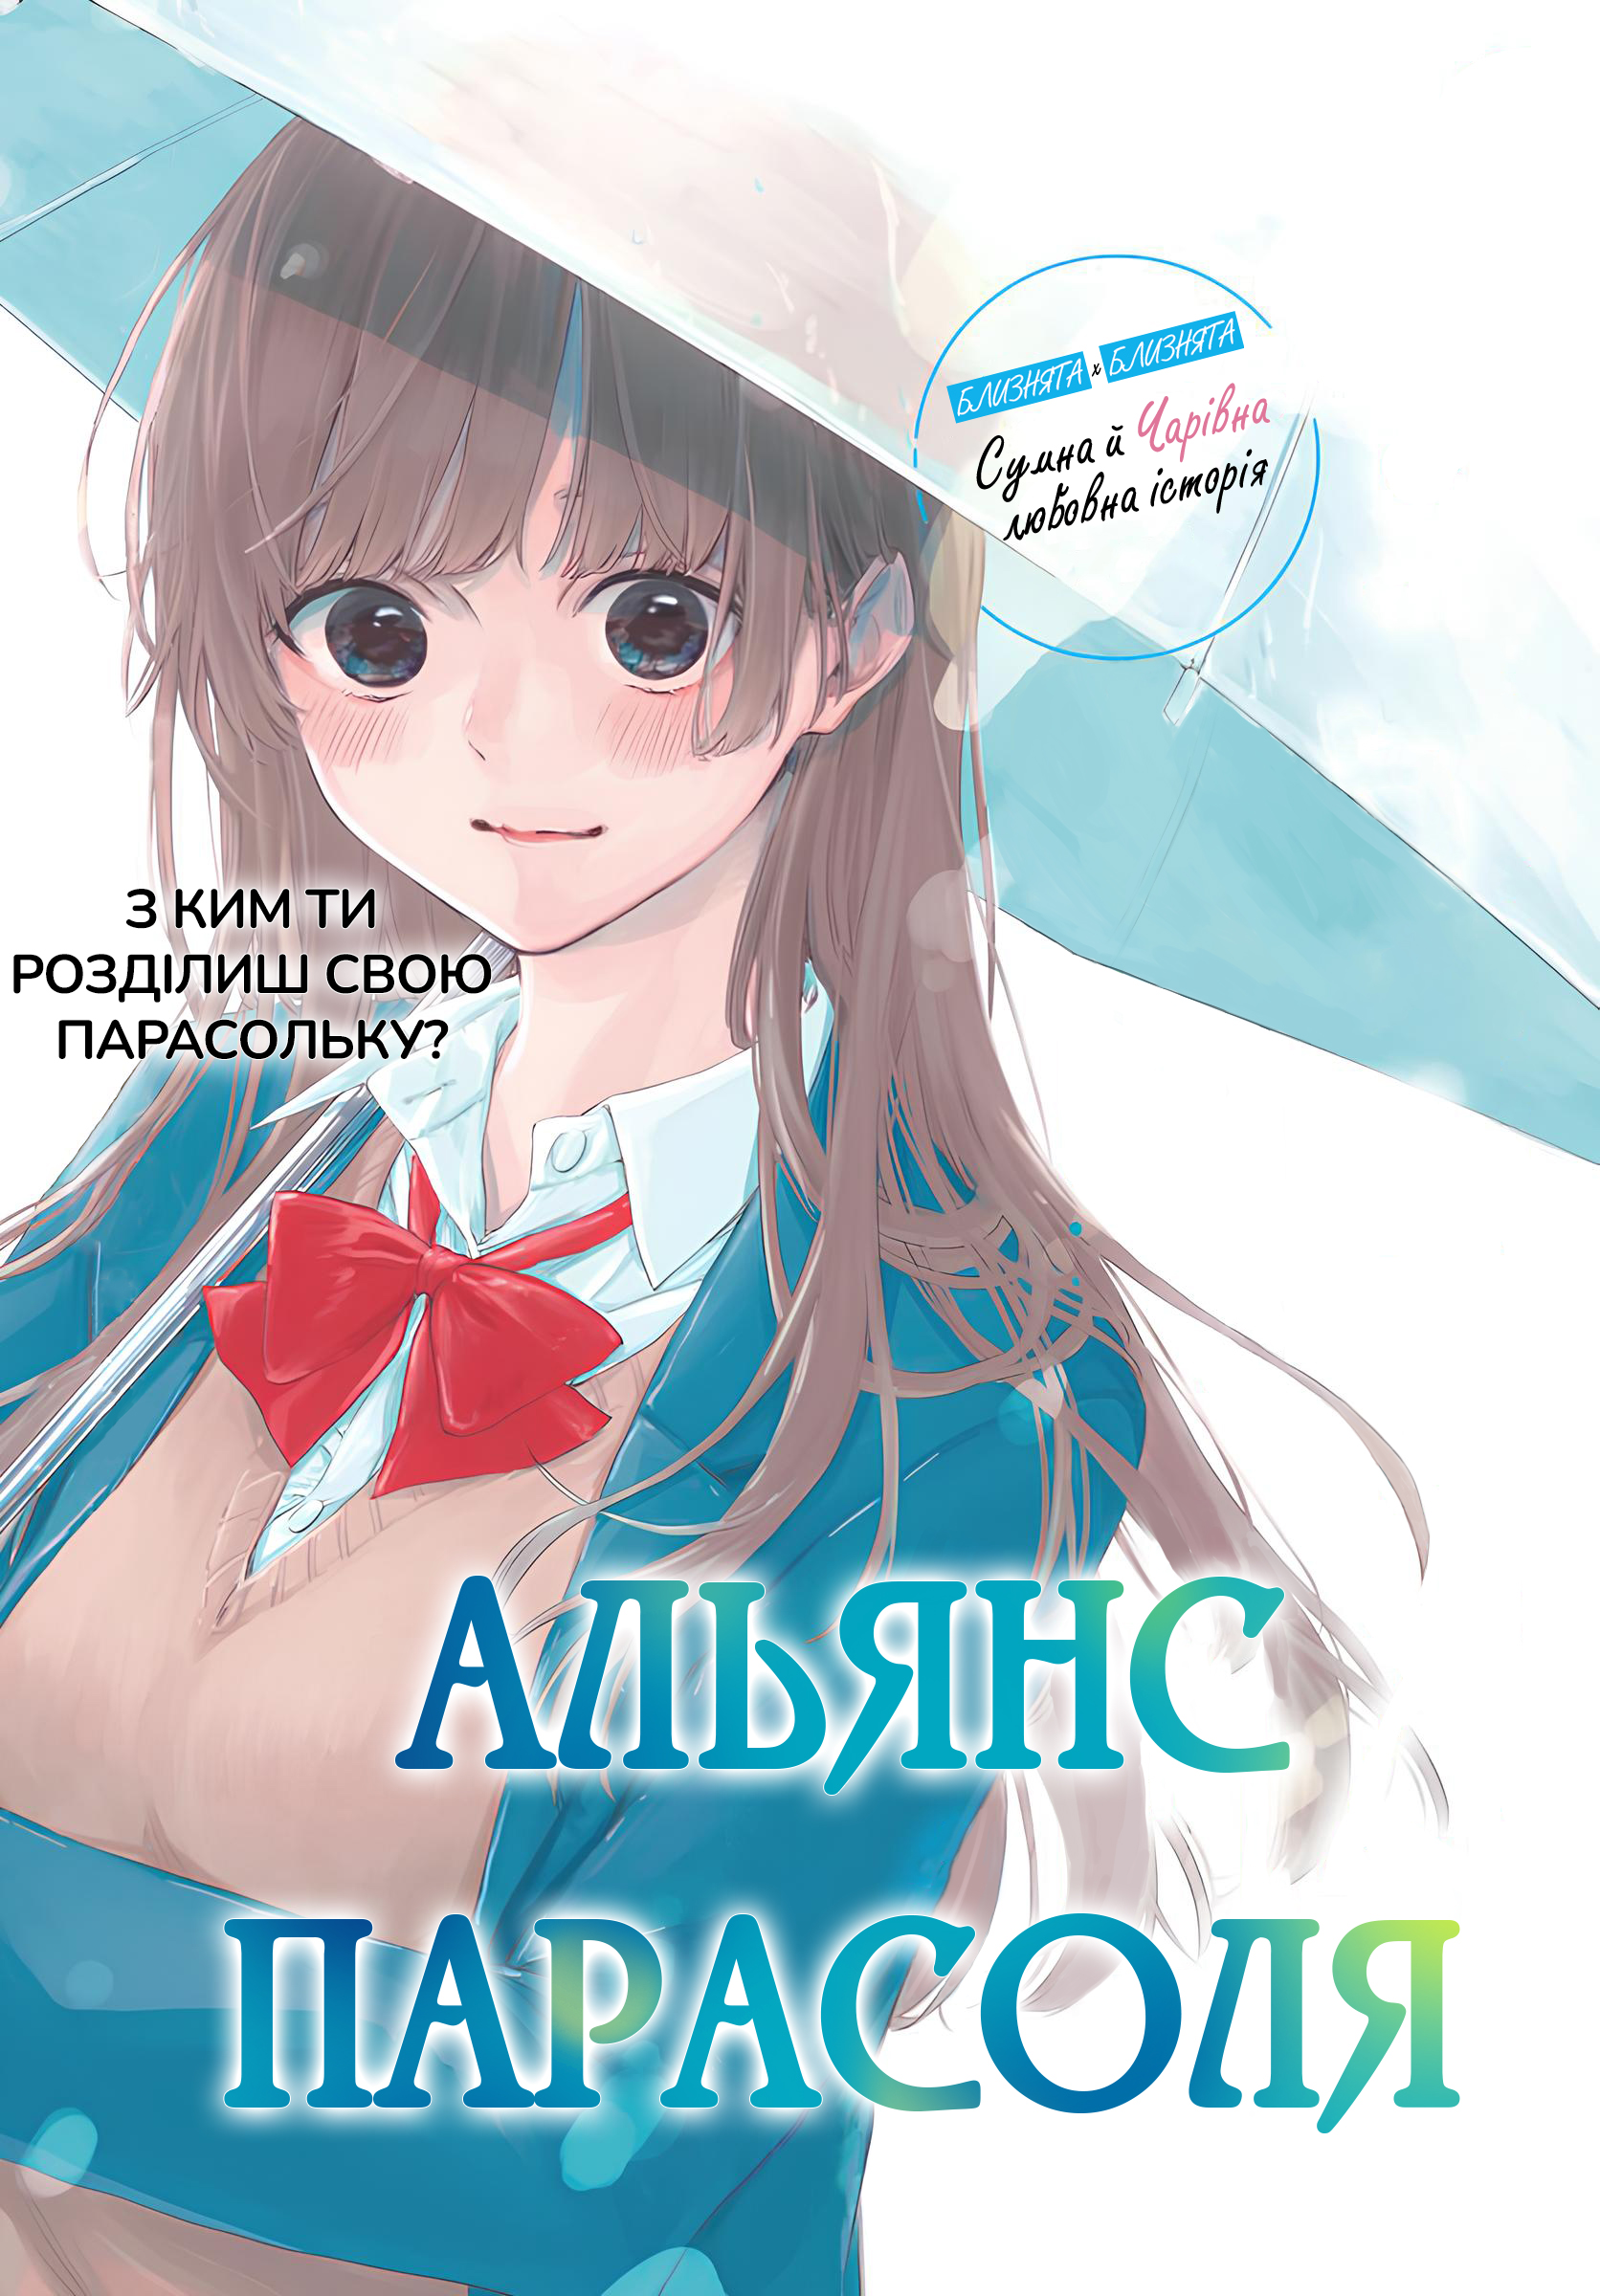 БЛИЗНЯТА х БЛИЗНЯТА
Сумна й Чарівна
любовна історія
З КИМ ТИ
РОЗДІЛИШ СВОЮ
ПАРАСОЛЬКУ?
АЛЬЯНС
ПАРАСОЛЯ